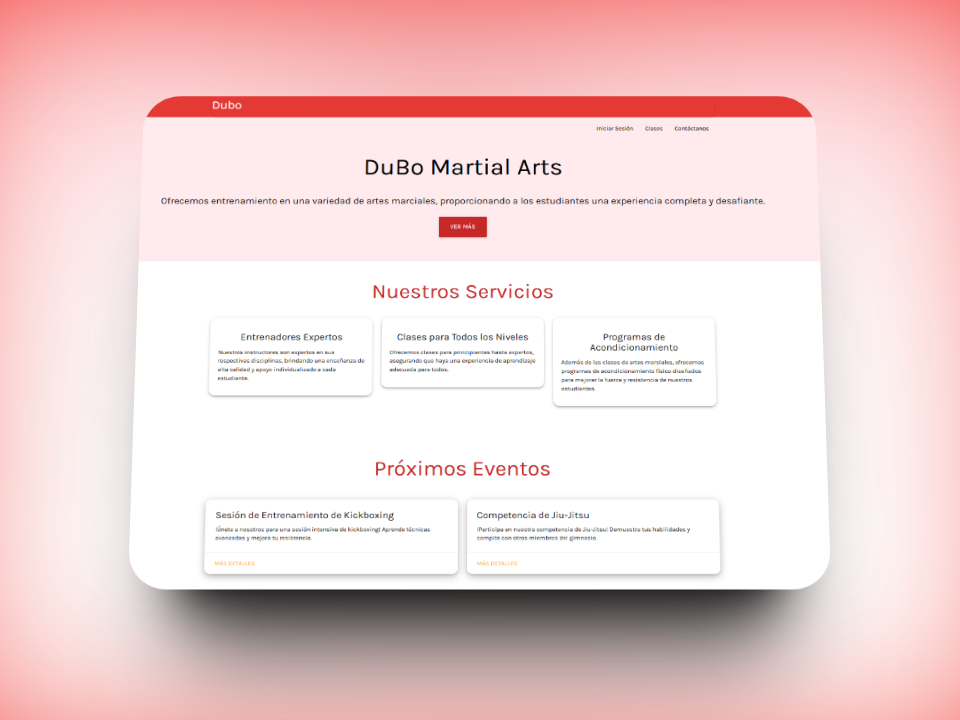 Dubo
Iniciar Sesión Clases Contáctanos
DuBo Martial Arts
Ofrecemos entrenamiento en una variedad de artes marciales, proporcionando a los estudiantes una experiencia completa y desafiante.
VER MÁS
Nuestros Servicios
Entrenadores Expertos
Nuestros instructores son expertos en sus
respectivas disciplinas, brindando una enseñanza de
alta calidad y apoyo individualizado a cada
estudiante.
Clases para Todos los Niveles
Ofrecemos clases para principiantes hasta expertos,
asegurando que haya una experiencia de aprendizaje
adecuada para todos.
Programas de
Acondicionamiento
Además de las clases de artes marciales, ofrecemos
programas de acondicionamiento físico diseñados
para mejorar la fuerza y resistencia de nuestros
estudiantes.
Próximos Eventos
Sesión de Entrenamiento de Kickboxing
¡Únete a nosotros para una sesión intensiva de kickboxing! Aprende técnicas
avanzadas y mejora tu resistencia.
MÁS DETALLES
Competencia de Jiu-Jitsu
¡Participa en nuestra competencia de Jiu-Jitsu! Demuestra tus habilidades y
compite con otros miembros del gimnasio.
MÁS DETALLES